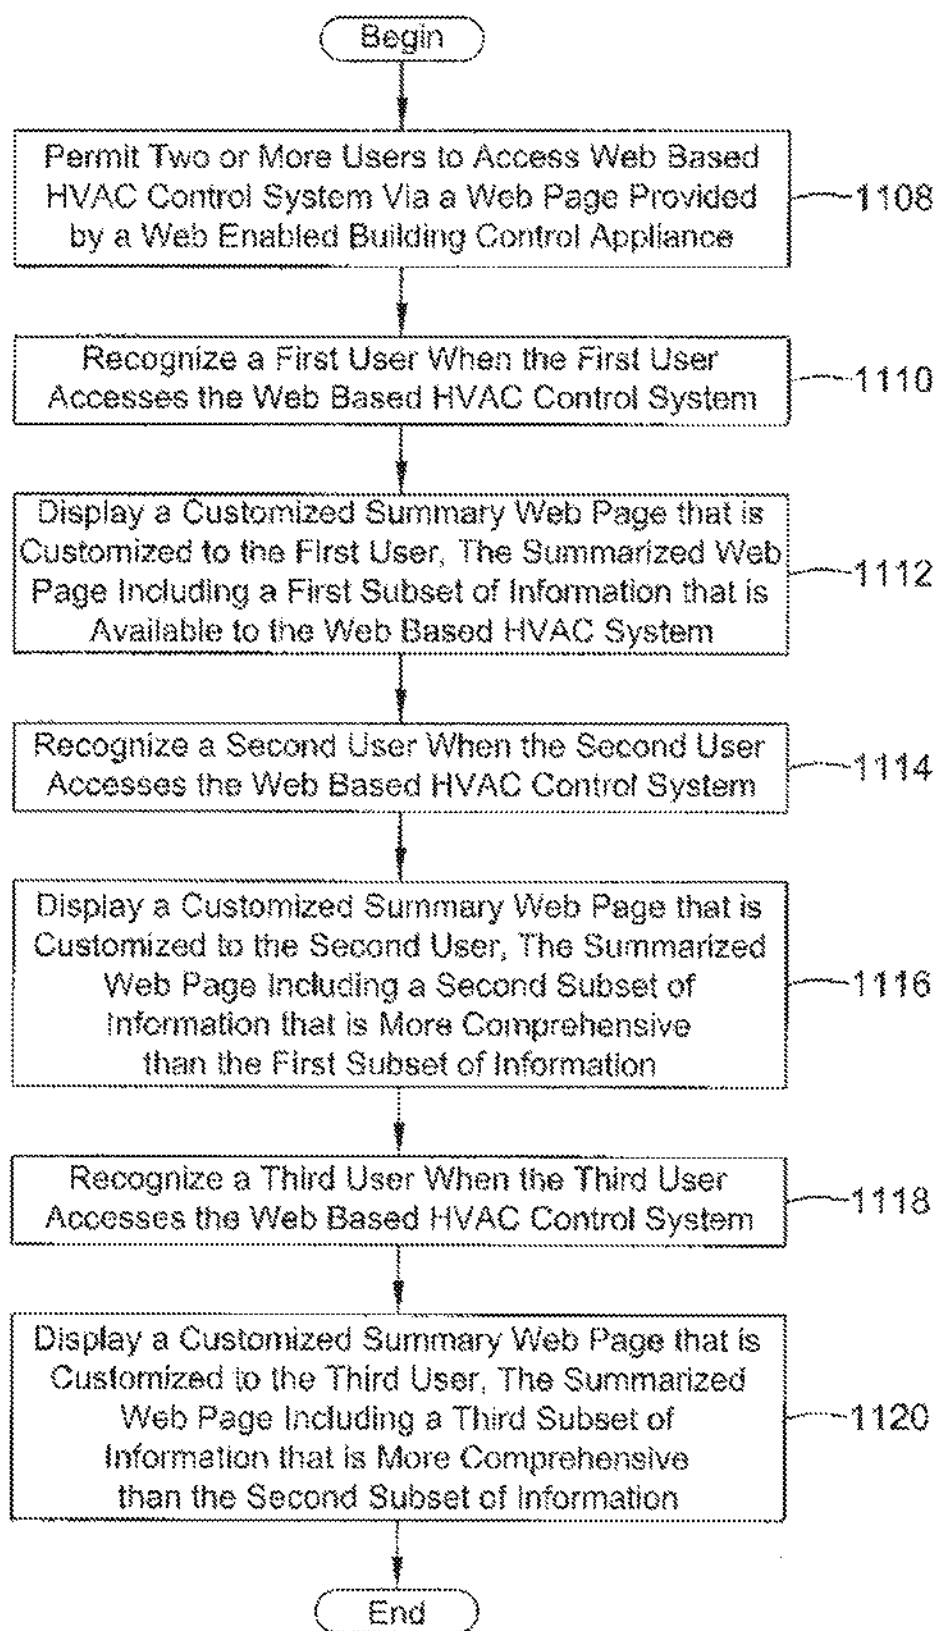 Begin
Permit Two or More Users to Access Web Based
HVAC Control System Via a Web Page Provided
by a Web Enabled Building Control Appliance
1108
Recognize a First User When the First User
Accesses the Web Based HVAC Control System
1110
Display a Customized Summary Web Page that is
Customized to the First User, The Summarized Web
Page Including a First Subset of Information that is
Available to the Web Based HVAC System
1112
Recognize a Second User When the Second User
Accesses the Web Based HVAC Control System
1114
Display a Customized Summary Web Page that is
Customized to the Second User, The Summarized
Web Page Including a Second Subset of
Information that is More Comprehensive
than the First Subset of Information
1116
Recognize a Third User When the Third User
Accesses the Web Based HVAC Control System
1118
Display a Customized Summary Web Page that is
Customized to the Third User, The Summarized
Web Page Including a Third Subset of
Information that is More Comprehensive
than the Second Subset of Information
1120
End